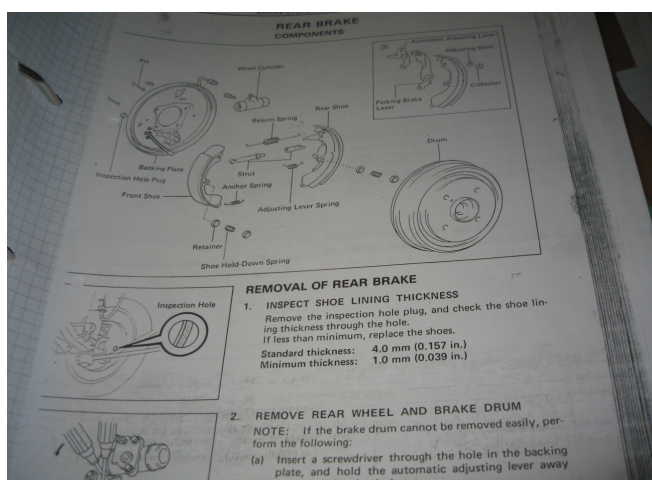 REAR BRAKE
COMPONENTS
Automatic Adjusting Lever
Adjusting Shim
Parking Brake
Lever
C-Washer
Pin
Wheel Cylinder
Rear Shoe
Return Spring
Drum
Backing Plate
Strut
Inspection Hole Plug
Anchor Spring
Front Shoe
Adjusting Lever Spring
Retainer
Shoe Hold-Down Spring
REMOVAL OF REAR BRAKE
Inspection Hole
1. INSPECT SHOE LINING THICKNESS
Remove the inspection hole plug, and check the shoe lin-
ing thickness through the hole.
If less than minimum, replace the shoes.
Standard thickness: 4.0 mm (0.157 in.)
Minimum thickness: 1.0 mm (0.039 in.)
2. REMOVE REAR WHEEL AND BRAKE DRUM
NOTE: If the brake drum cannot be removed easily, per-
form the following:
(a) Insert a screwdriver through the hole in the backing
plate, and hold the automatic adjusting lever away